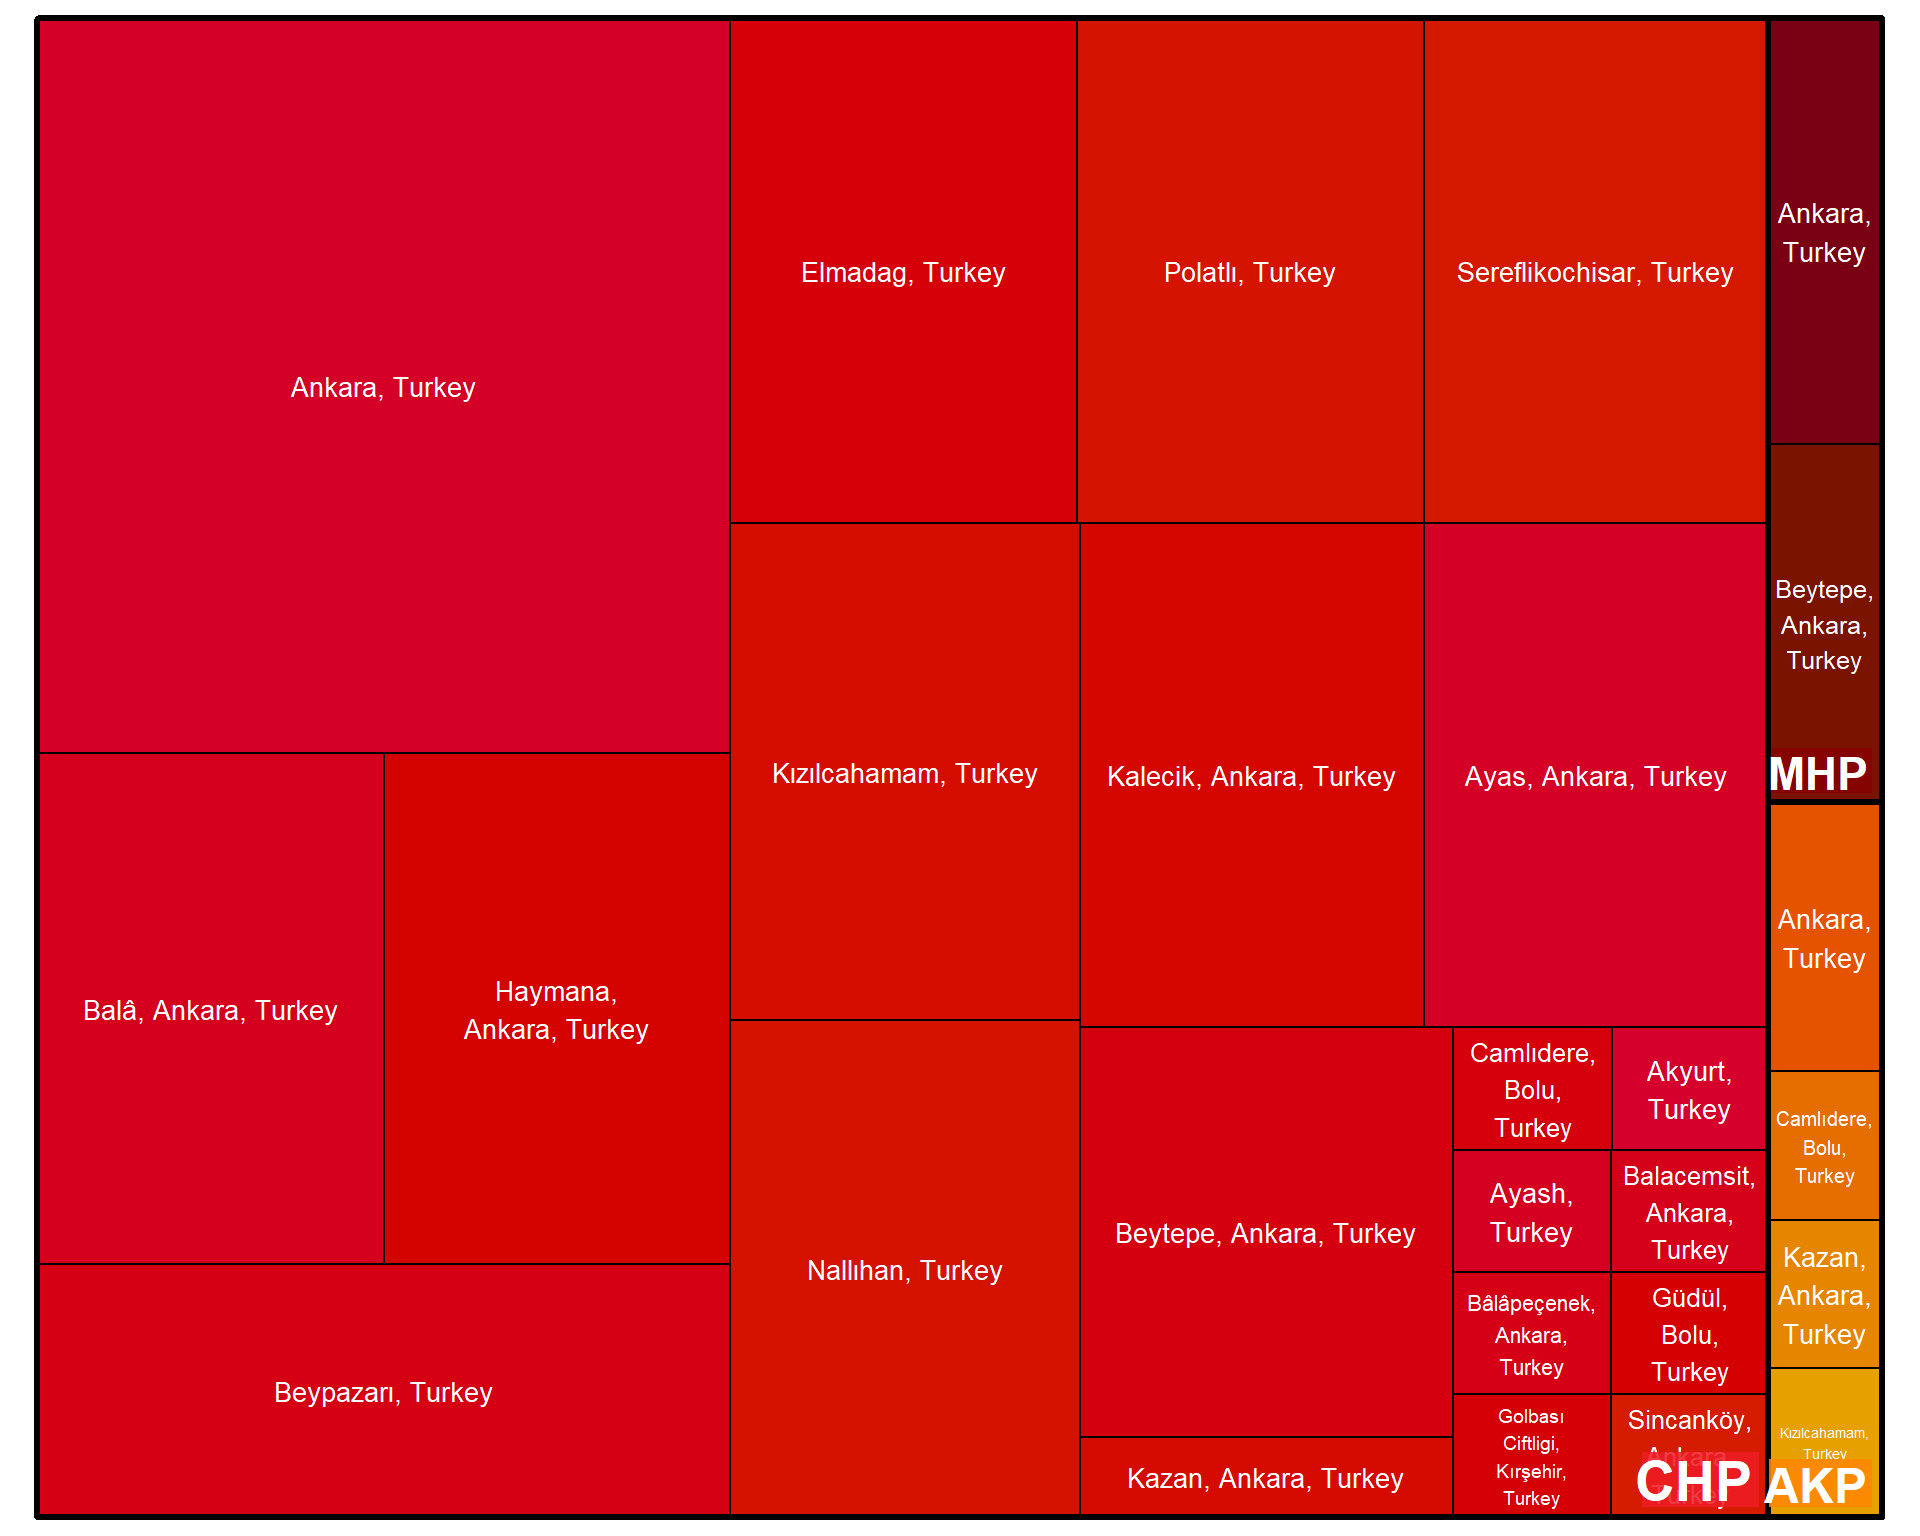 Ankara, Turkey
Elmadag, Turkey
Polatlı, Turkey
Sereflikochisar, Turkey
Ankara,
Turkey
Kızılcahamam, Turkey
Kalecik, Ankara, Turkey
Ayas, Ankara, Turkey
Beytepe,
Ankara,
Turkey
MHP
Balâ, Ankara, Turkey
Haymana,
Ankara, Turkey
Beypazarı, Turkey
Nallıhan, Turkey
Beytepe, Ankara, Turkey
Kazan, Ankara, Turkey
Camlıdere,
Bolu,
Turkey
Akyurt,
Turkey
Ayash,
Turkey
Balacemsit,
Ankara,
Turkey
Bâlâpeçenek,
Ankara,
Turkey
Güdül,
Bolu,
Turkey
Golbası
Ciftligi,
Kırşehir,
Turkey
Sincanköy,
Ankara,
Turkey
CHP
Ankara,
Turkey
Camlıdere,
Bolu,
Turkey
Kazan,
Ankara,
Turkey
Kızılcahamam,
Turkey
AKP